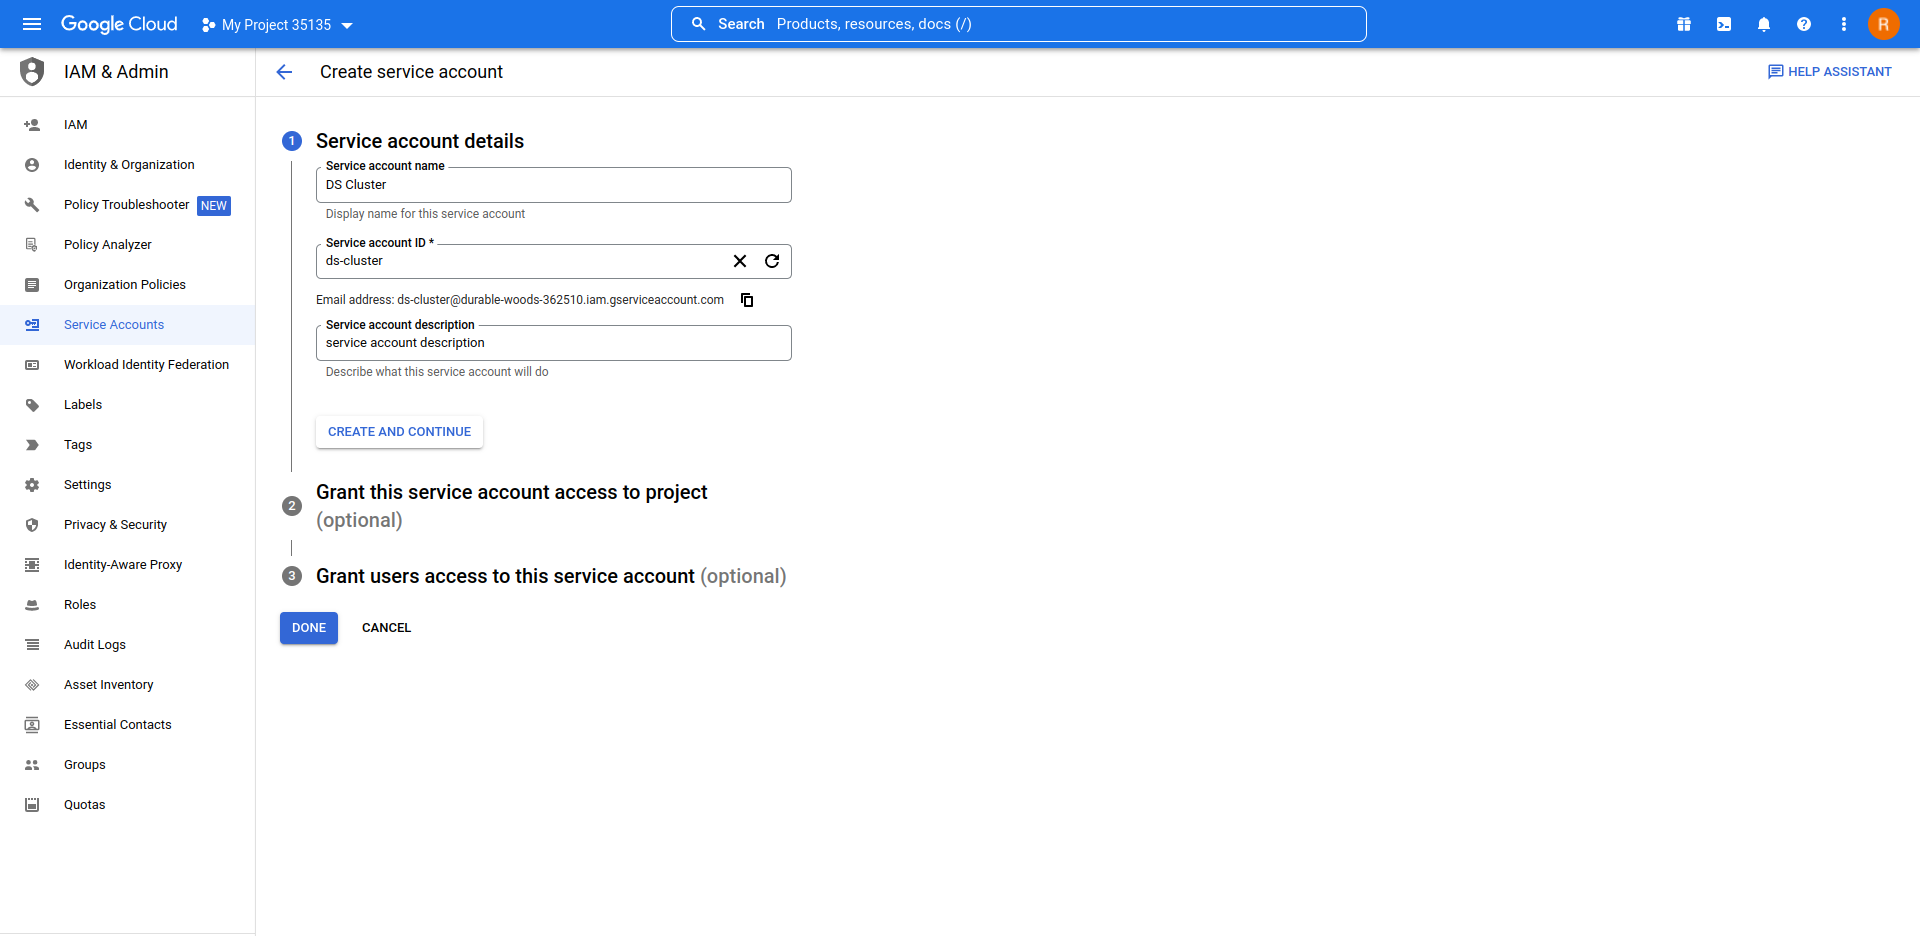 Google Cloud
My Project 35135
Search Products, resources, docs (/)
R
IAM & Admin
Create service account
HELP ASSISTANT
IAM
Identity & Organization
Policy Troubleshooter NEW
Policy Analyzer
Organization Policies
Service Accounts
Workload Identity Federation
Labels
Tags
Settings
Privacy & Security
Identity-Aware Proxy
Roles
Audit Logs
Asset Inventory
Essential Contacts
Groups
Quotas
1 Service account details
Service account name
DS Cluster
Display name for this service account
Service account ID *
ds-cluster
Email address: ds-cluster@durable-woods-362510.iam.gserviceaccount.com
Service account description
service account description
Describe what this service account will do
CREATE AND CONTINUE
2 Grant this service account access to project
(optional)
3 Grant users access to this service account (optional)
DONE CANCEL